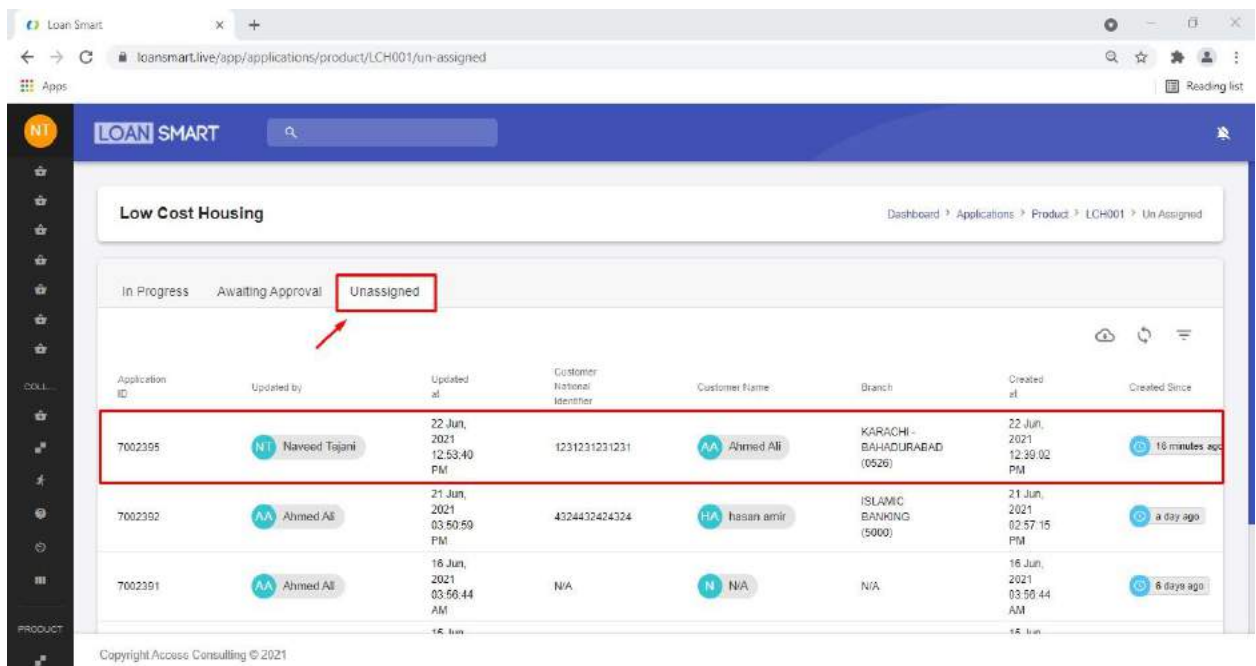 Loan Smart
loansmart.live/app/applications/product/LCH001/un-assigned
Apps
Reading list
NT
LOAN SMART
Low Cost Housing
Dashboard > Applications > Product > LCH001 > Un Assigned
In Progress Awaiting Approval Unassigned
COLL...
Application ID
Updated by
Updated at
Customer National Identifier
Customer Name
Branch
Created at
Created Since
7002395
NT Naveed Tajani
22 Jun,
2021
12:53:40
PM
1231231231231
AA Ahmed Ali
KARACHI -
BAHADURABAD
(0526)
22 Jun,
2021
12:39:02
PM
16 minutes ago
7002392
AA Ahmed Ali
21 Jun,
2021
03:50:59
PM
4324432424324
HA hasan amir
ISLAMIC
BANKING
(5000)
21 Jun,
2021
02:57:15
PM
a day ago
7002391
AA Ahmed Ali
16 Jun,
2021
03:56:44
AM
N/A
N N/A
N/A
16 Jun,
2021
03:56:44
AM
6 days ago
PRODUCT
Copyright Access Consulting © 2021